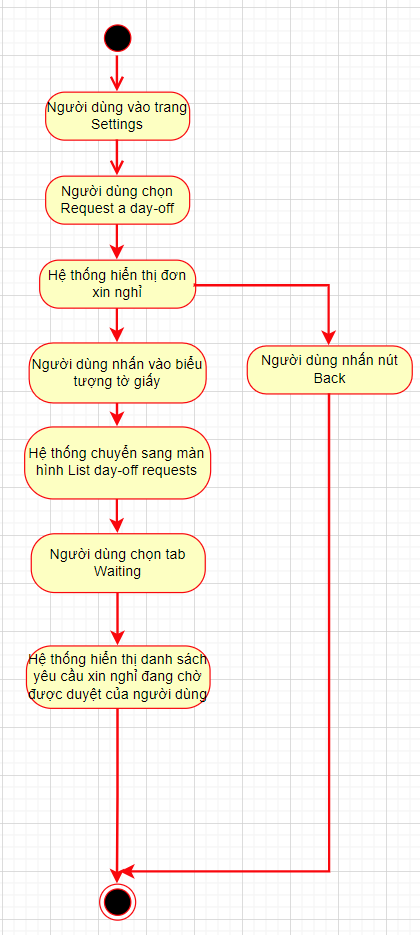 Người dùng vào trang
Settings
Người dùng chọn
Request a day-off
Hệ thống hiển thị đơn
xin nghỉ
Người dùng nhấn vào biểu
tượng tờ giấy
Người dùng nhấn nút
Back
Hệ thống chuyển sang màn
hình List day-off requests
Người dùng chọn tab
Waiting
Hệ thống hiển thị danh sách
yêu cầu xin nghỉ đang chờ
được duyệt của người dùng